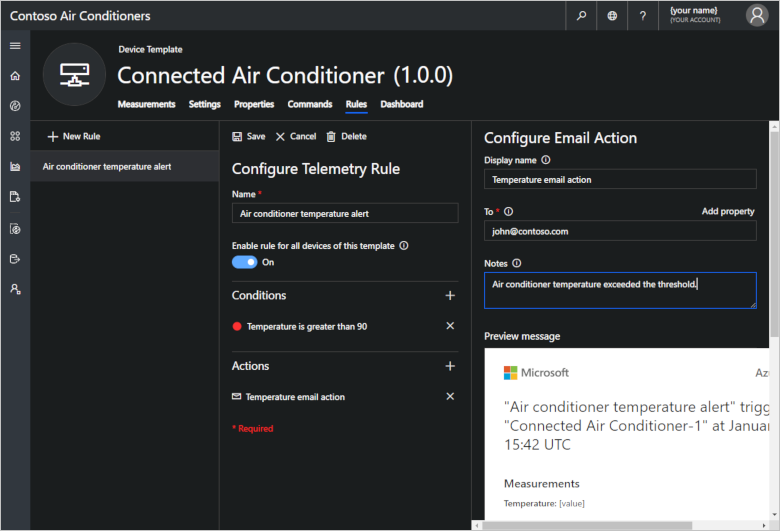 Contoso Air Conditioners
?
{your name}
{YOUR ACCOUNT}
Device Template
Connected Air Conditioner (1.0.0)
Measurements Settings Properties Commands Rules Dashboard
+ New Rule
Air conditioner temperature alert
Save Cancel Delete
Configure Telemetry Rule
Name *
Air conditioner temperature alert
Enable rule for all devices of this template
On
Conditions +
Temperature is greater than 90
Actions +
Temperature email action
* Required
Configure Email Action
Display name
Temperature email action
To * Add property
john@contoso.com
Notes
Air conditioner temperature exceeded the threshold.
Preview message
Microsoft Az
"Air conditioner temperature alert" trigg
"Connected Air Conditioner-1" at Januar
15:42 UTC
Measurements
Temperature: [value]